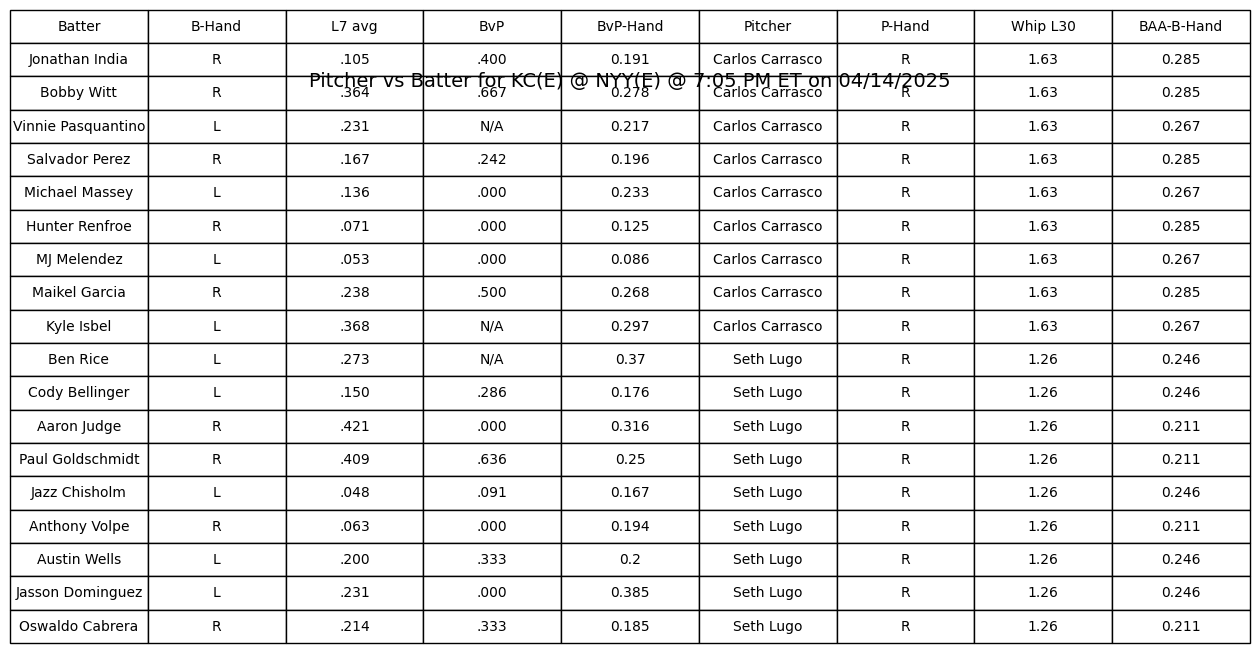 Batter B-Hand L7 avg BvP BvP-Hand Pitcher P-Hand Whip L30 BAA-B-Hand
Jonathan India R .105 .400 0.191 Carlos Carrasco R 1.63 0.285
Pitcher vs Batter for KC(E) @ NYY(E) @ 7:05 PM ET on 04/14/2025
Bobby Witt R .364 .667 0.278 Carlos Carrasco R 1.63 0.285
Vinnie Pasquantino L .231 N/A 0.217 Carlos Carrasco R 1.63 0.267
Salvador Perez R .167 .242 0.196 Carlos Carrasco R 1.63 0.285
Michael Massey L .136 .000 0.233 Carlos Carrasco R 1.63 0.267
Hunter Renfroe R .071 .000 0.125 Carlos Carrasco R 1.63 0.285
MJ Melendez L .053 .000 0.086 Carlos Carrasco R 1.63 0.267
Maikel Garcia R .238 .500 0.268 Carlos Carrasco R 1.63 0.285
Kyle Isbel L .368 N/A 0.297 Carlos Carrasco R 1.63 0.267
Ben Rice L .273 N/A 0.37 Seth Lugo R 1.26 0.246
Cody Bellinger L .150 .286 0.176 Seth Lugo R 1.26 0.246
Aaron Judge R .421 .000 0.316 Seth Lugo R 1.26 0.211
Paul Goldschmidt R .409 .636 0.25 Seth Lugo R 1.26 0.211
Jazz Chisholm L .048 .091 0.167 Seth Lugo R 1.26 0.246
Anthony Volpe R .063 .000 0.194 Seth Lugo R 1.26 0.211
Austin Wells L .200 .333 0.2 Seth Lugo R 1.26 0.246
Jasson Dominguez L .231 .000 0.385 Seth Lugo R 1.26 0.246
Oswaldo Cabrera R .214 .333 0.185 Seth Lugo R 1.26 0.211